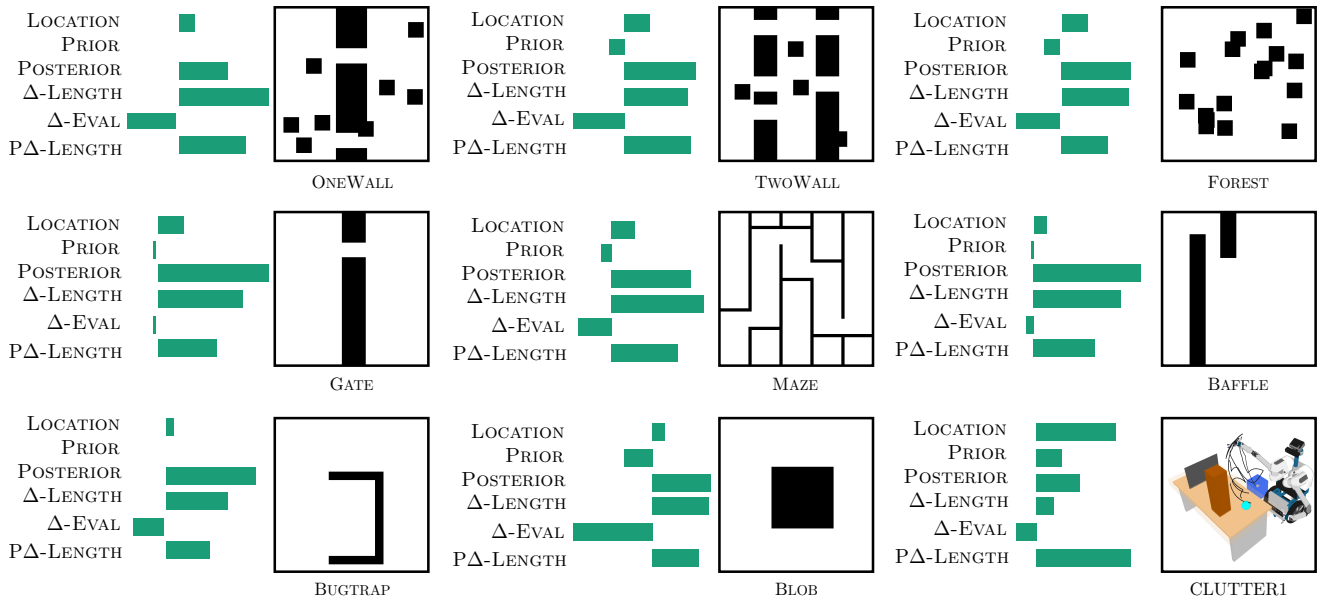 LOCATION
PRIOR
POSTERIOR
Δ-LENGTH
Δ-EVAL
PΔ-LENGTH
ONEWALL
LOCATION
PRIOR
POSTERIOR
Δ-LENGTH
Δ-EVAL
PΔ-LENGTH
TWOWALL
LOCATION
PRIOR
POSTERIOR
Δ-LENGTH
Δ-EVAL
PΔ-LENGTH
FOREST
LOCATION
PRIOR
POSTERIOR
Δ-LENGTH
Δ-EVAL
PΔ-LENGTH
GATE
LOCATION
PRIOR
POSTERIOR
Δ-LENGTH
Δ-EVAL
PΔ-LENGTH
MAZE
LOCATION
PRIOR
POSTERIOR
Δ-LENGTH
Δ-EVAL
PΔ-LENGTH
BAFFLE
LOCATION
PRIOR
POSTERIOR
Δ-LENGTH
Δ-EVAL
PΔ-LENGTH
BUGTRAP
LOCATION
PRIOR
POSTERIOR
Δ-LENGTH
Δ-EVAL
PΔ-LENGTH
BLOB
LOCATION
PRIOR
POSTERIOR
Δ-LENGTH
Δ-EVAL
PΔ-LENGTH
CLUTTER1